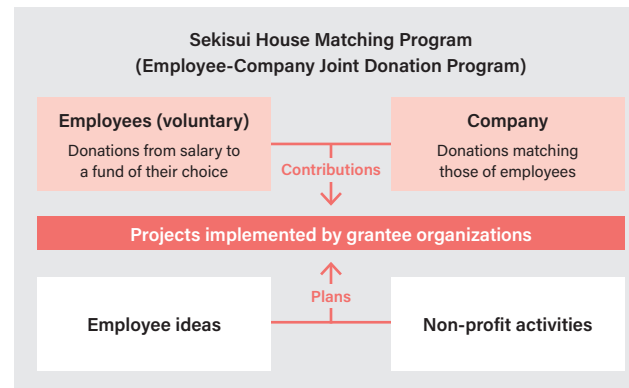 Sekisui House Matching Program
(Employee-Company Joint Donation Program)
Employees (voluntary)
Donations from salary to
a fund of their choice
Company
Donations matching
those of employees
Contributions
Projects implemented by grantee organizations
Plans
Employee ideas
Non-profit activities